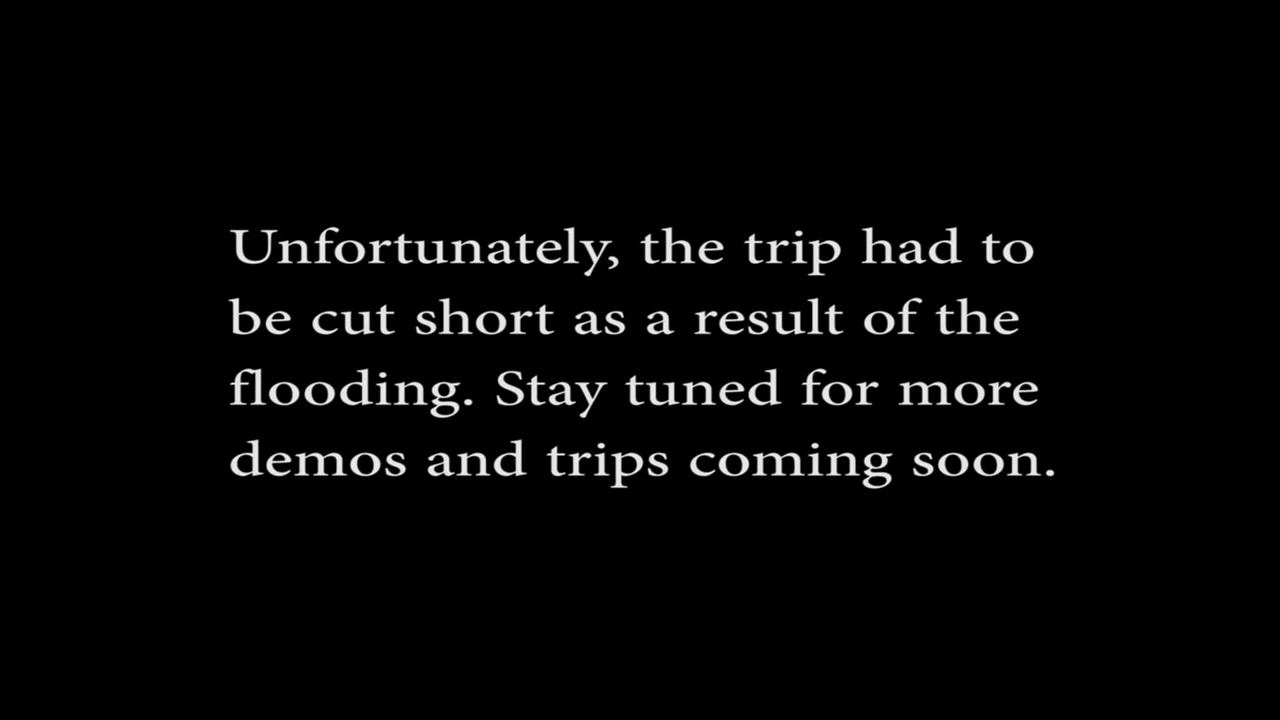 Unfortunately, the trip had to
be cut short as a result of the
flooding. Stay tuned for more
demos and trips coming soon.